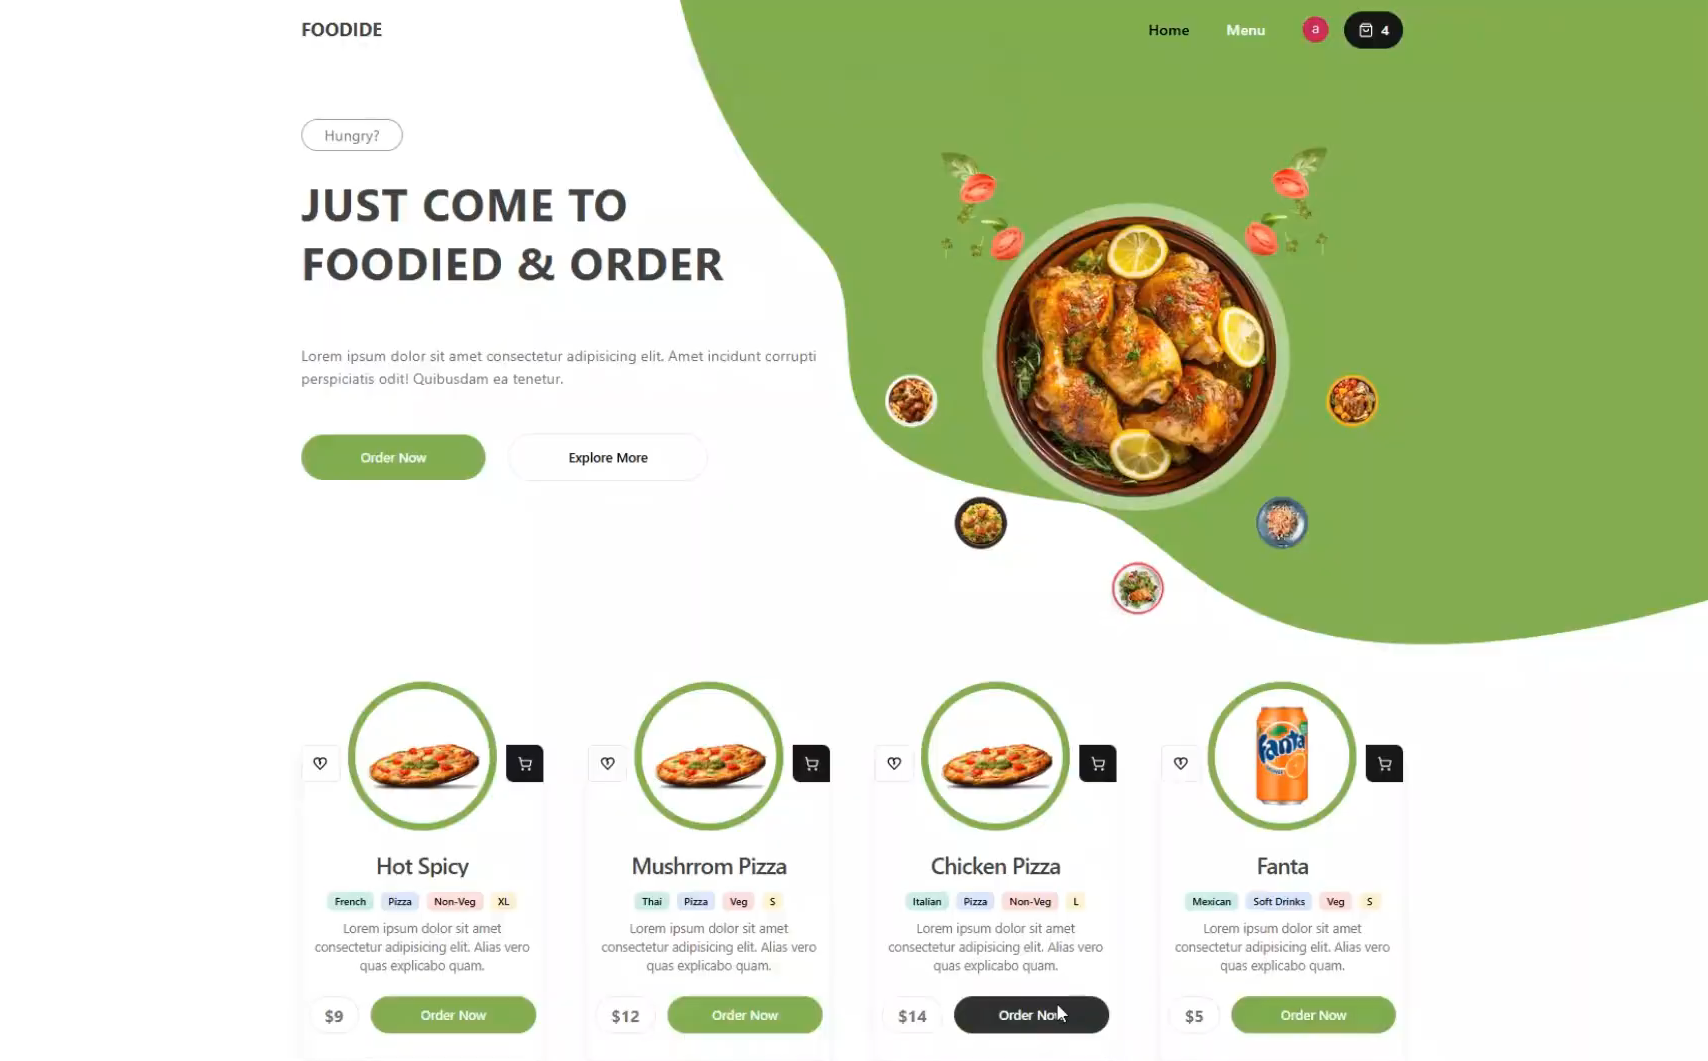 FOODIDE
Home Menu a 4
Hungry?
JUST COME TO
FOODIED & ORDER
Lorem ipsum dolor sit amet consectetur adipisicing elit. Amet incidunt corrupti
perspiciatis odit! Quibusdam ea tenetur.
Order Now Explore More
Fanta
Hot Spicy
French Pizza Non-Veg XL
Lorem ipsum dolor sit amet
consectetur adipisicing elit. Alias vero
quas explicabo quam.
$9 Order Now
Mushrrom Pizza
Thai Pizza Veg S
Lorem ipsum dolor sit amet
consectetur adipisicing elit. Alias vero
quas explicabo quam.
$12 Order Now
Chicken Pizza
Italian Pizza Non-Veg L
Lorem ipsum dolor sit amet
consectetur adipisicing elit. Alias vero
quas explicabo quam.
$14 Order Now
Fanta
Mexican Soft Drinks Veg S
Lorem ipsum dolor sit amet
consectetur adipisicing elit. Alias vero
quas explicabo quam.
$5 Order Now